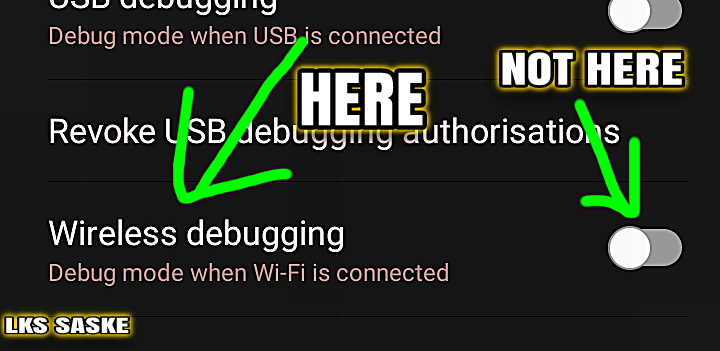 USB debugging
Debug mode when USB is connected
HERE
NOT HERE
Revoke USB debugging authorisations
Wireless debugging
Debug mode when Wi-Fi is connected
LKS SASKE